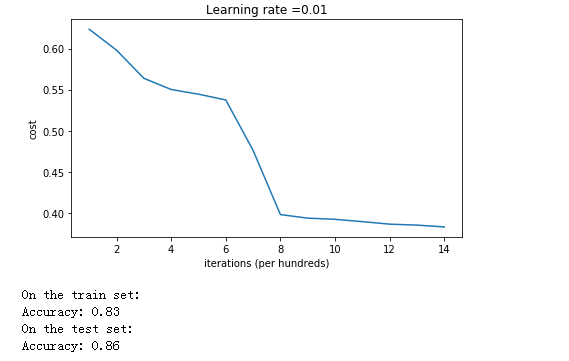 Learning rate =0.01
0.60
0.55
0.50
0.45
0.40
cost
2 4 6 8 10 12 14
iterations (per hundreds)
On the train set:
Accuracy: 0.83
On the test set:
Accuracy: 0.86